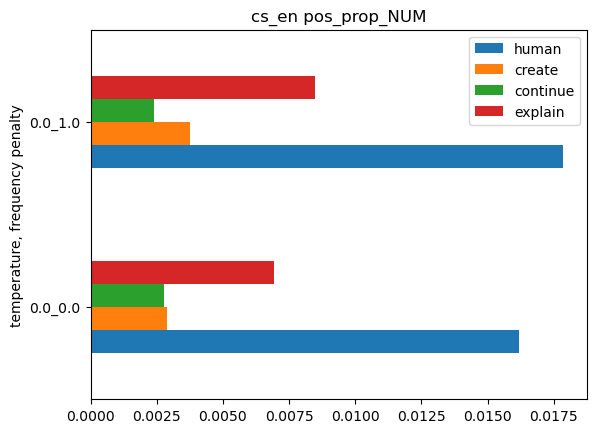 cs_en pos_prop_NUM
human
create
continue
explain
temperature, frequency penalty
0.0_1.0
0.0_0.0
0.0000 0.0025 0.0050 0.0075 0.0100 0.0125 0.0150 0.0175